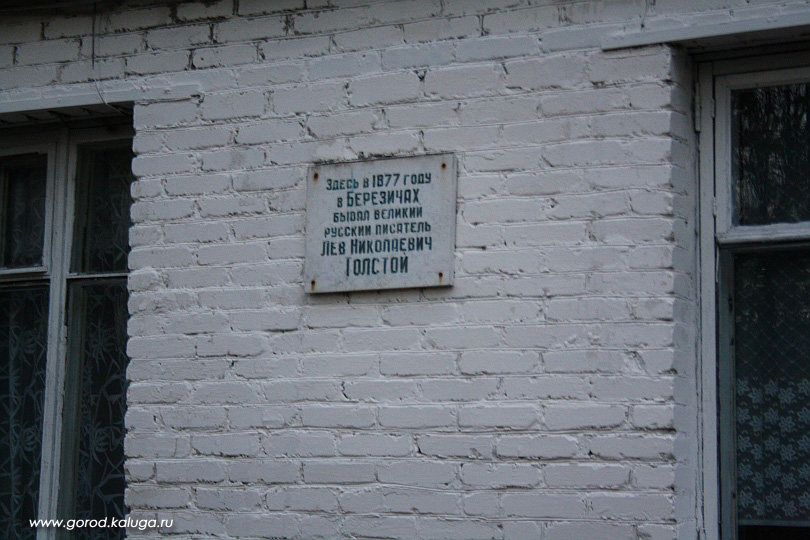 Здесь в 1877 году
в Березичах
бывал великий
русский писатель
Лев Николаевич
Толстой
www.gorod.kaluga.ru